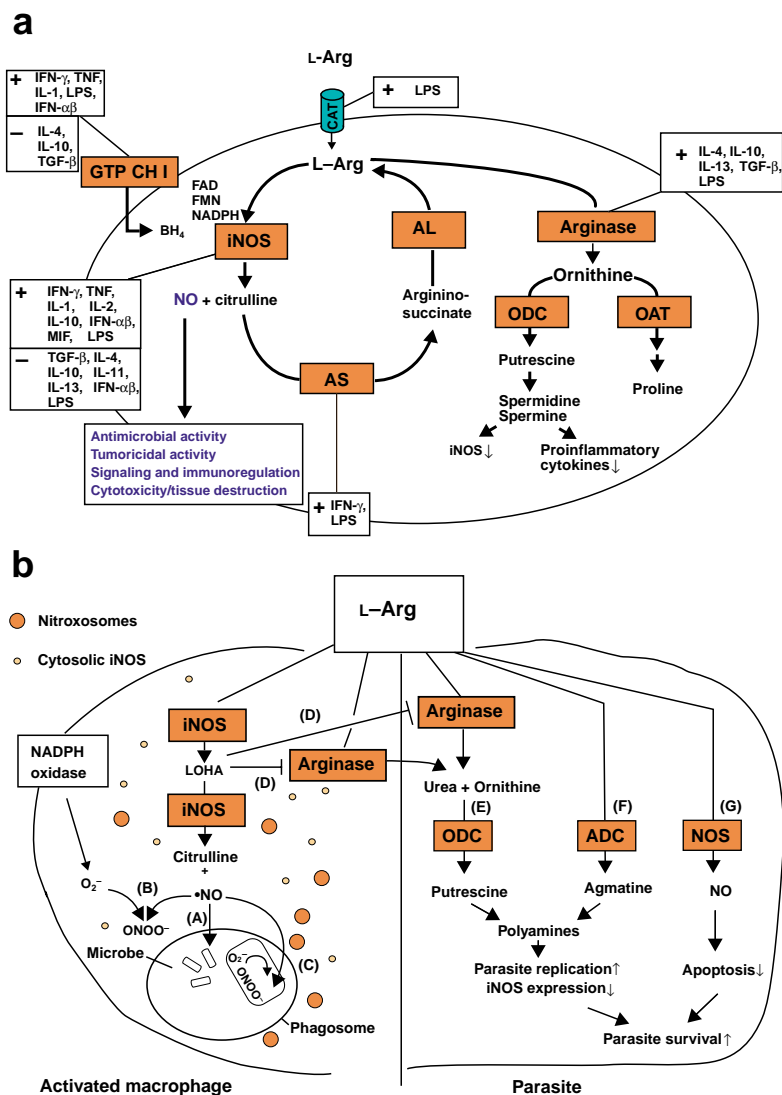 a
L-Arg
+ IFN-γ, TNF,
IL-1, LPS,
IFN-αβ
– IL-4,
IL-10,
TGF-β
CAT
+ LPS
+ IL-4, IL-10,
IL-13, TGF-β,
LPS
GTP CH I
BH₄
L–Arg
FAD
FMN
NADPH
iNOS
AL
Arginase
Ornithine
NO + citrulline
Arginino-
succinate
ODC
OAT
+ IFN-γ, TNF,
IL-1, IL-2,
IL-10, IFN-αβ,
MIF, LPS
– TGF-β, IL-4,
IL-10, IL-11,
IL-13, IFN-αβ,
LPS
AS
Putrescine
Proline
Spermidine
Spermine
iNOS↓
Proinflammatory
cytokines↓
Antimicrobial activity
Tumoricidal activity
Signaling and immunoregulation
Cytotoxicity/tissue destruction
+ IFN-γ,
LPS
b
L–Arg
Nitroxosomes
Cytosolic iNOS
iNOS
(D)
Arginase
NADPH
oxidase
LOHA
(D)
Arginase
Urea + Ornithine
iNOS
(E)
(F)
(G)
ODC
ADC
NOS
Citrulline
+
•NO
O₂⁻
(B)
(A)
ONOO⁻
Putrescine
Agmatine
NO
Polyamines
Microbe
O₂⁻
ONOO⁻
(C)
Parasite replication↑
iNOS expression↓
Apoptosis↓
Phagosome
Parasite survival↑
Activated macrophage
Parasite